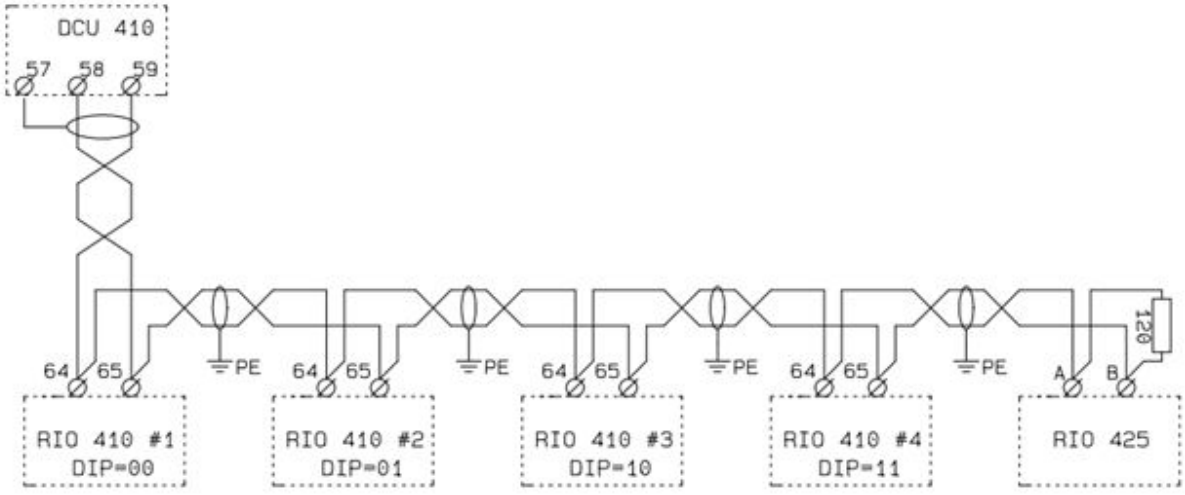 DCU 410
57 58 59
120
PE PE PE PE
64 65 64 65 64 65 64 65 A B
RIO 410 #1 RIO 410 #2 RIO 410 #3 RIO 410 #4 RIO 425
DIP=00 DIP=01 DIP=10 DIP=11